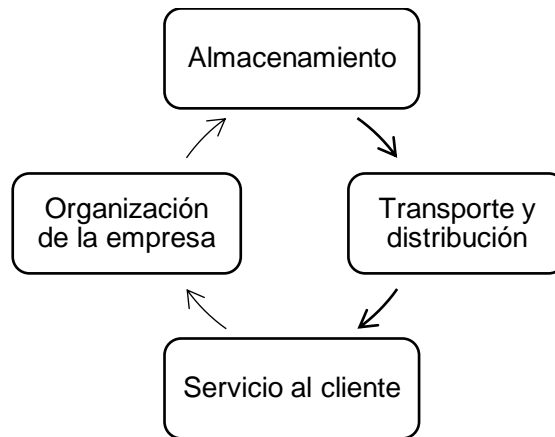 Almacenamiento
Organización
de la empresa
Transporte y
distribución
Servicio al cliente